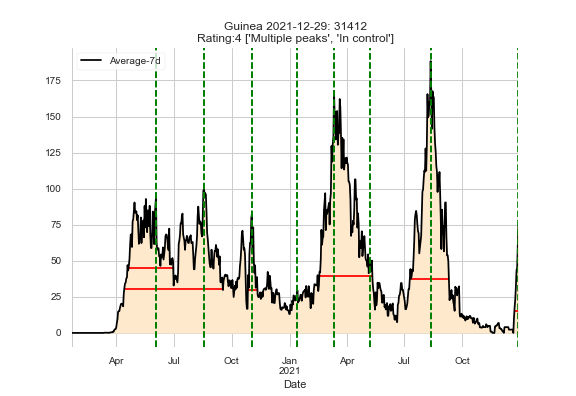 Guinea 2021-12-29: 31412
Rating:4 ['Multiple peaks', 'In control']
Average-7d
175
150
125
100
75
50
25
0
Apr Jul Oct Jan Apr Jul Oct
2021
Date